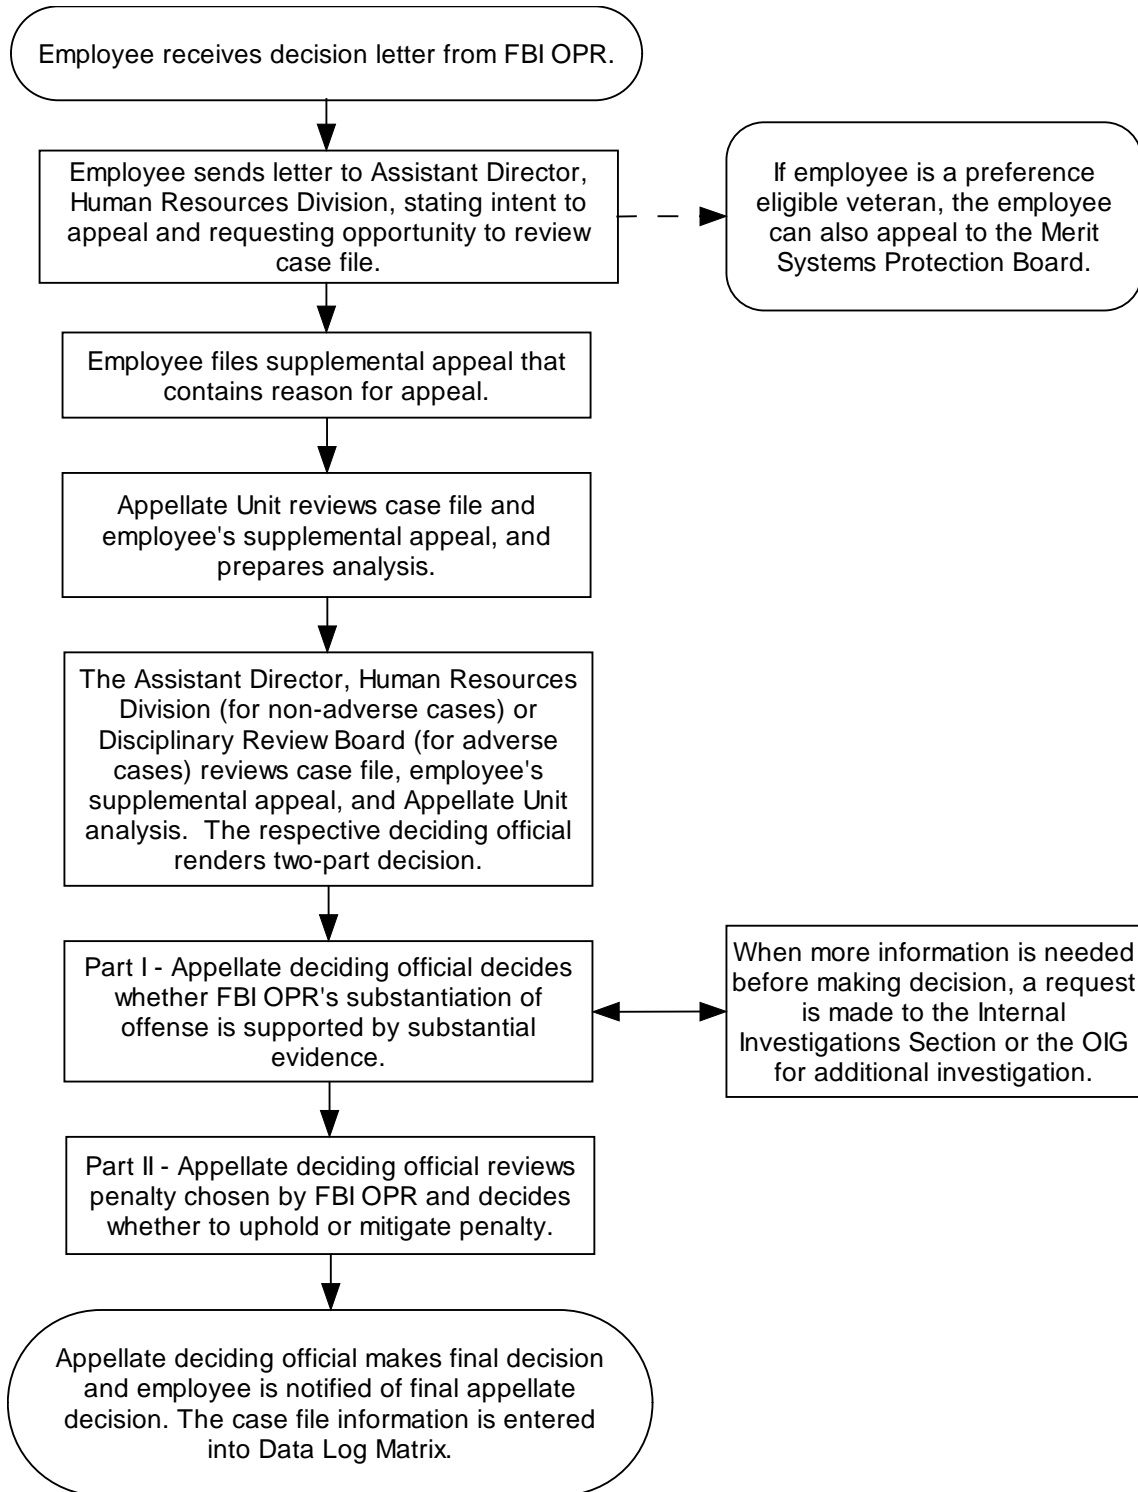 Employee receives decision letter from FBI OPR.
Employee sends letter to Assistant Director,
Human Resources Division, stating intent to
appeal and requesting opportunity to review
case file.
If employee is a preference
eligible veteran, the employee
can also appeal to the Merit
Systems Protection Board.
Employee files supplemental appeal that
contains reason for appeal.
Appellate Unit reviews case file and
employee's supplemental appeal, and
prepares analysis.
The Assistant Director, Human Resources
Division (for non-adverse cases) or
Disciplinary Review Board (for adverse
cases) reviews case file, employee's
supplemental appeal, and Appellate Unit
analysis.  The respective deciding official
renders two-part decision.
Part I - Appellate deciding official decides
whether FBI OPR's substantiation of
offense is supported by substantial
evidence.
When more information is needed
before making decision, a request
is made to the Internal
Investigations Section or the OIG
for additional investigation.
Part II - Appellate deciding official reviews
penalty chosen by FBI OPR and decides
whether to uphold or mitigate penalty.
Appellate deciding official makes final decision
and employee is notified of final appellate
decision. The case file information is entered
into Data Log Matrix.